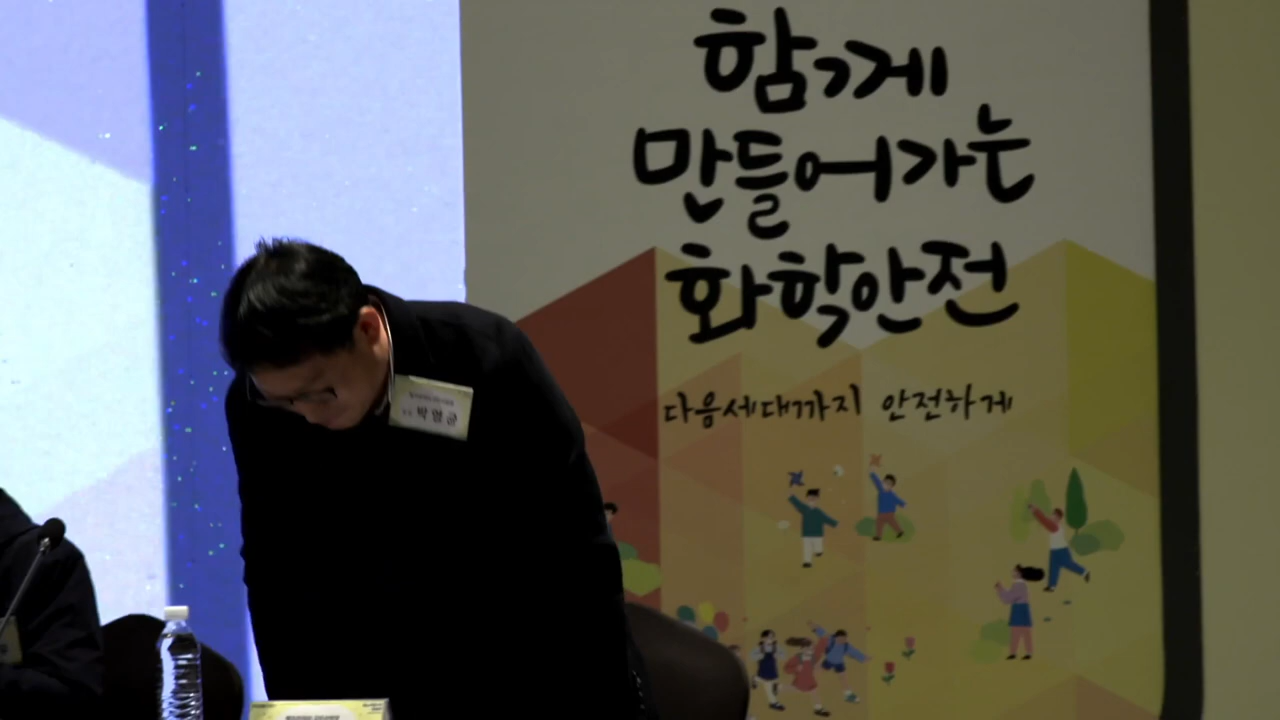 함께
만들어가는
화학안전
다음세대까지 안전하게
박영균